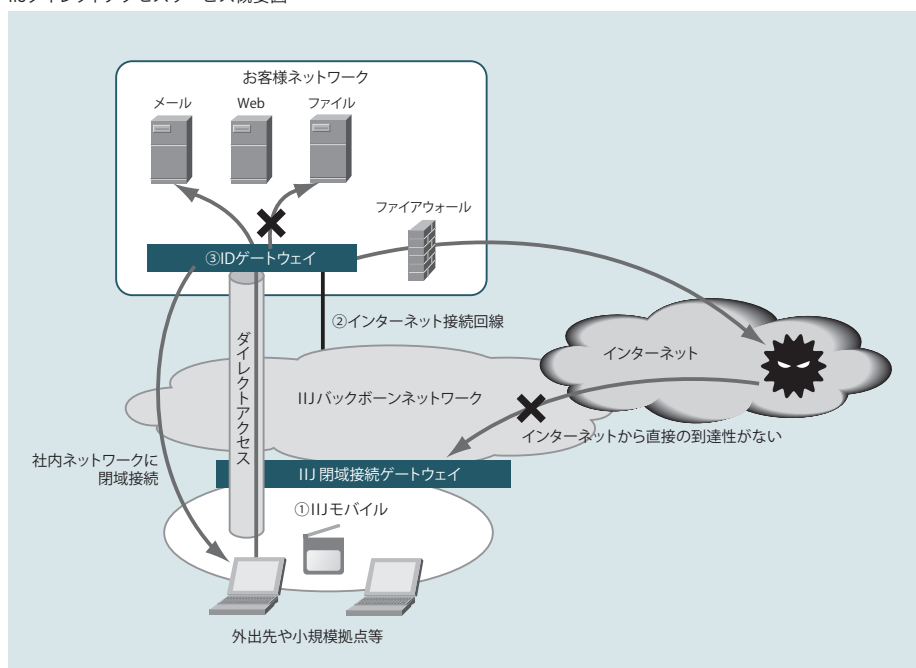 お客様ネットワーク
メール
Web
ファイル
ファイアウォール
③IDゲートウェイ
②インターネット接続回線
ダイレクトアクセス
インターネット
IIJバックボーンネットワーク
インターネットから直接の到達性がない
社内ネットワークに
閉域接続
IIJ 閉域接続ゲートウェイ
①IIJモバイル
外出先や小規模拠点等